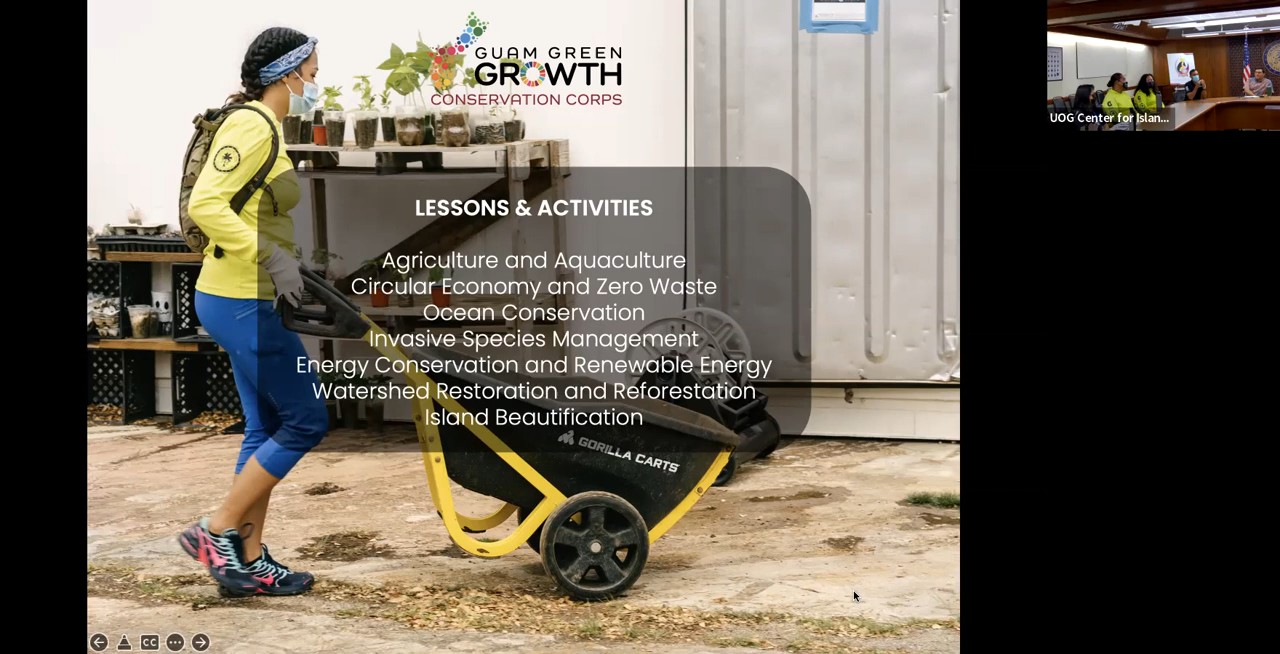 GUAM GREEN
GROWTH
CONSERVATION CORPS
UOG Center for Islan...
LESSONS & ACTIVITIES
Agriculture and Aquaculture
Circular Economy and Zero Waste
Ocean Conservation
Invasive Species Management
Energy Conservation and Renewable Energy
Watershed Restoration and Reforestation
Island Beautification
GORILLA CARTS
CC